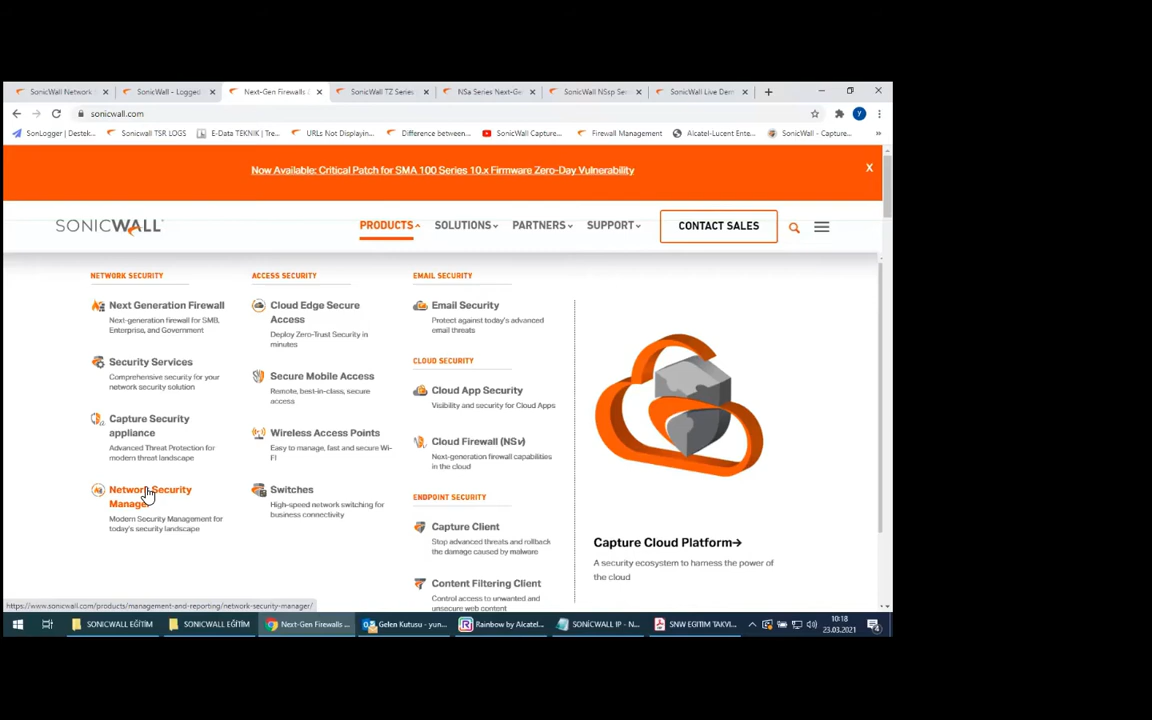 SonicWall Network
SonicWall - Logged
Next-Gen Firewalls
SonicWall TZ Series
NSa Series Next-Ge
SonicWall NSsp Se
SonicWall Live Dem
sonicwall.com
SonLogger | Destek...
Sonicwall TSR LOGS
E-Data TEKNIK | Tre...
URLs Not Displayin...
Difference between...
SonicWall Capture...
Firewall Management
Alcatel-Lucent Ente...
SonicWall - Capture...
Now Available: Critical Patch for SMA 100 Series 10.x Firmware Zero-Day Vulnerability
X
SONICWALL
PRODUCTS
SOLUTIONS
PARTNERS
SUPPORT
CONTACT SALES
NETWORK SECURITY
Next Generation Firewall
Next-generation firewall for SMB,
Enterprise, and Government
Security Services
Comprehensive security for your
network security solution
Capture Security
appliance
Advanced Threat Protection for
modern threat landscape
Network Security
Manager
Modern Security Management for
today's security landscape
ACCESS SECURITY
Cloud Edge Secure
Access
Deploy Zero-Trust Security in
minutes
Secure Mobile Access
Remote, best-in-class, secure
access
Wireless Access Points
Easy to manage, fast and secure Wi-
FI
Switches
High-speed network switching for
business connectivity
EMAIL SECURITY
Email Security
Protect against today's advanced
email threats
CLOUD SECURITY
Cloud App Security
Visibility and security for Cloud Apps
Cloud Firewall (NSv)
Next-generation firewall capabilities
in the cloud
ENDPOINT SECURITY
Capture Client
Stop advanced threats and rollback
the damage caused by malware
Content Filtering Client
Control access to unwanted and
unsecure web content
Capture Cloud Platform→
A security ecosystem to harness the power of
the cloud
https://www.sonicwall.com/products/management-and-reporting/network-security-manager/
SONICWALL EĞİTİM
SONICWALL EĞİTİM
Next-Gen Firewalls ...
Gelen Kutusu - yun...
Rainbow by Alcatel...
SONİCWALL IP - N...
SNW EGITIM TAKVI...
10:18
23.03.2021
4